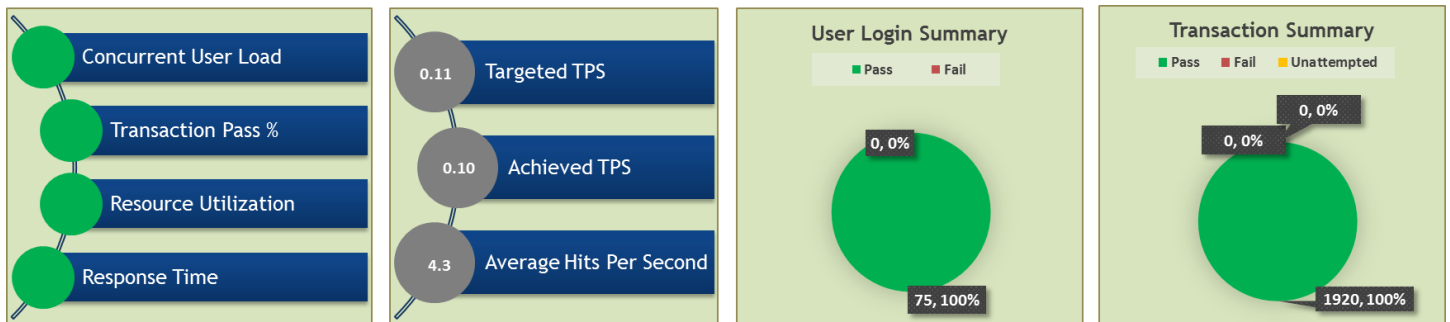 Concurrent User Load
Transaction Pass %
Resource Utilization
Response Time
0.11 Targeted TPS
0.10 Achieved TPS
4.3 Average Hits Per Second
User Login Summary
Pass Fail
0, 0%
75, 100%
Transaction Summary
Pass Fail Unattempted
0, 0%
0, 0%
1920, 100%